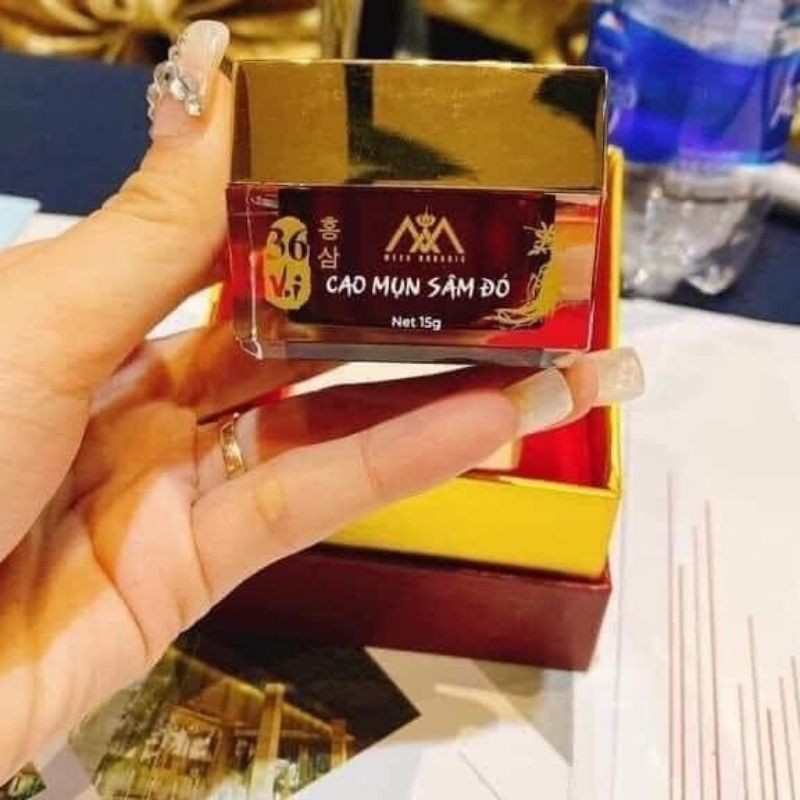 36
V.ị
홍
삼
CAO MỤN SÂM ĐỎ
Net 15g